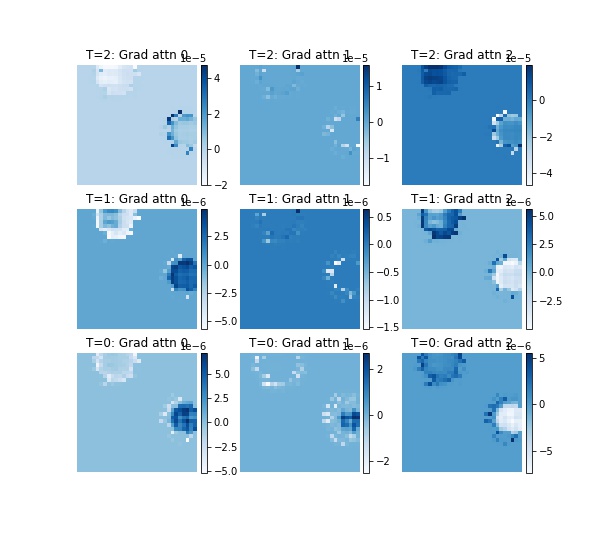 T=2: Grad attn 0
1e−5
4
2
0
−2
T=2: Grad attn 1
1e−5
1
0
−1
T=2: Grad attn 2
1e−5
0
−2
−4
T=1: Grad attn 0
1e−6
2.5
0.0
−2.5
−5.0
T=1: Grad attn 1
1e−6
0.5
0.0
−0.5
−1.0
−1.5
T=1: Grad attn 2
1e−6
5.0
2.5
0.0
−2.5
T=0: Grad attn 0
1e−6
5.0
2.5
0.0
−2.5
−5.0
T=0: Grad attn 1
1e−6
2
0
−2
T=0: Grad attn 2
1e−6
5
0
−5